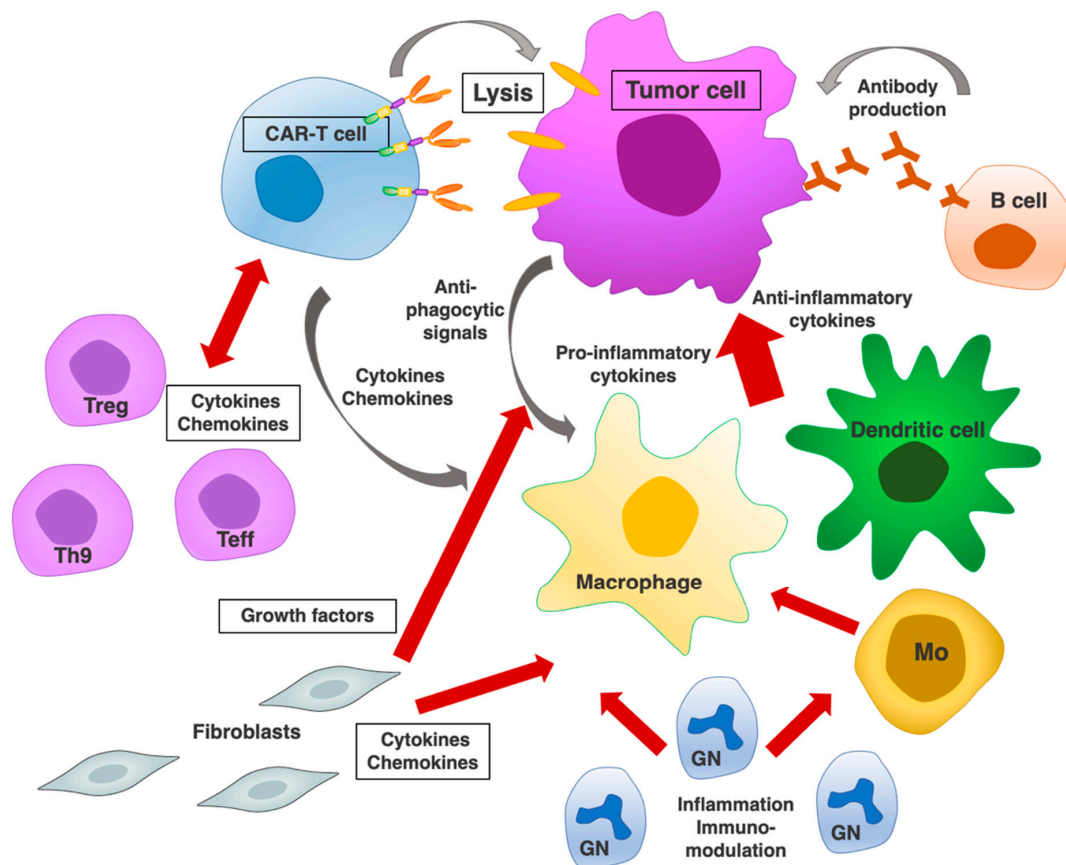 Lysis
Tumor cell
Antibody
production
CAR-T cell
B cell
Anti-
phagocytic
signals
Anti-inflammatory
cytokines
Pro-inflammatory
cytokines
Cytokines
Chemokines
Treg
Cytokines
Chemokines
Dendritic cell
Th9
Teff
Macrophage
Growth factors
Mo
Fibroblasts
Cytokines
Chemokines
GN
GN
GN
Inflammation
Immuno-
modulation